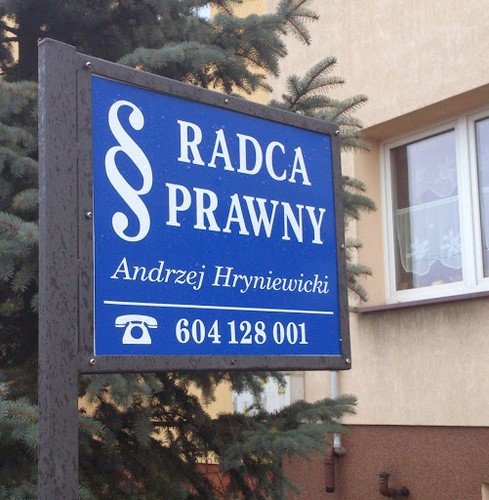 § RADCA
PRAWNY
Andrzej Hryniewicki
☎ 604 128 001